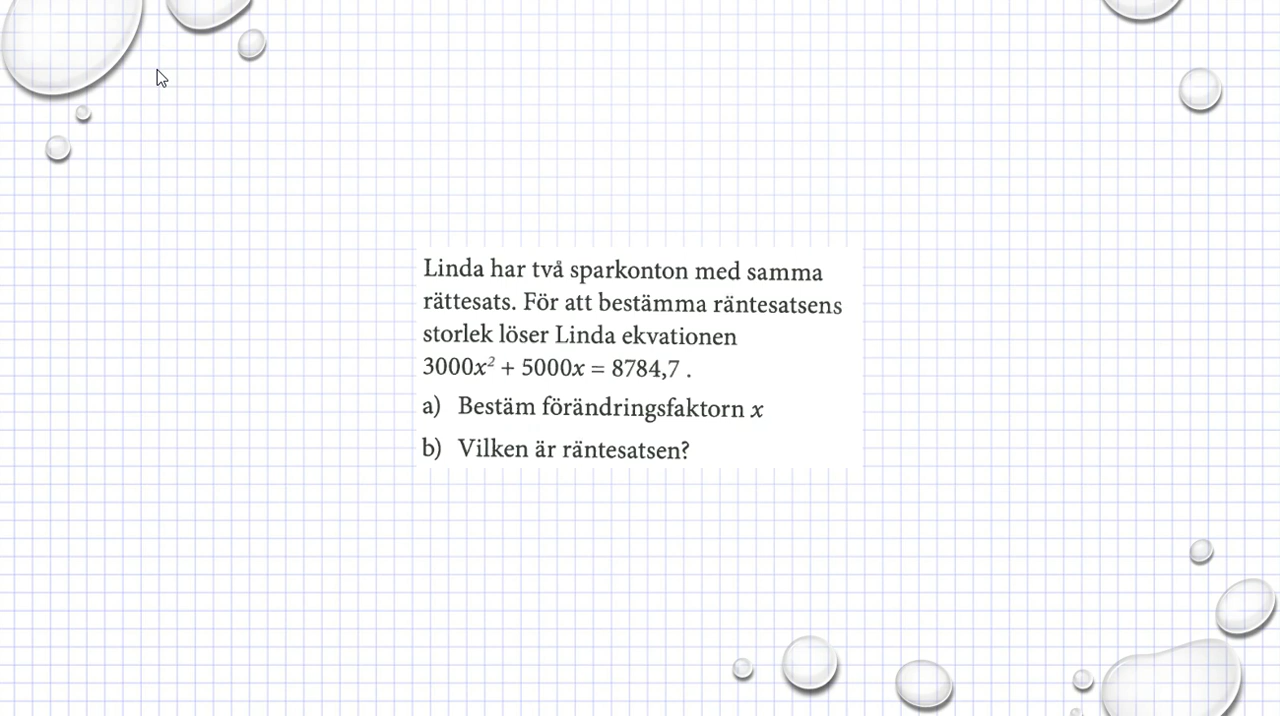 Linda har två sparkonton med samma
rättesats. För att bestämma räntesatsens
storlek löser Linda ekvationen
3000x² + 5000x = 8784,7 .
a) Bestäm förändringsfaktorn x
b) Vilken är räntesatsen?